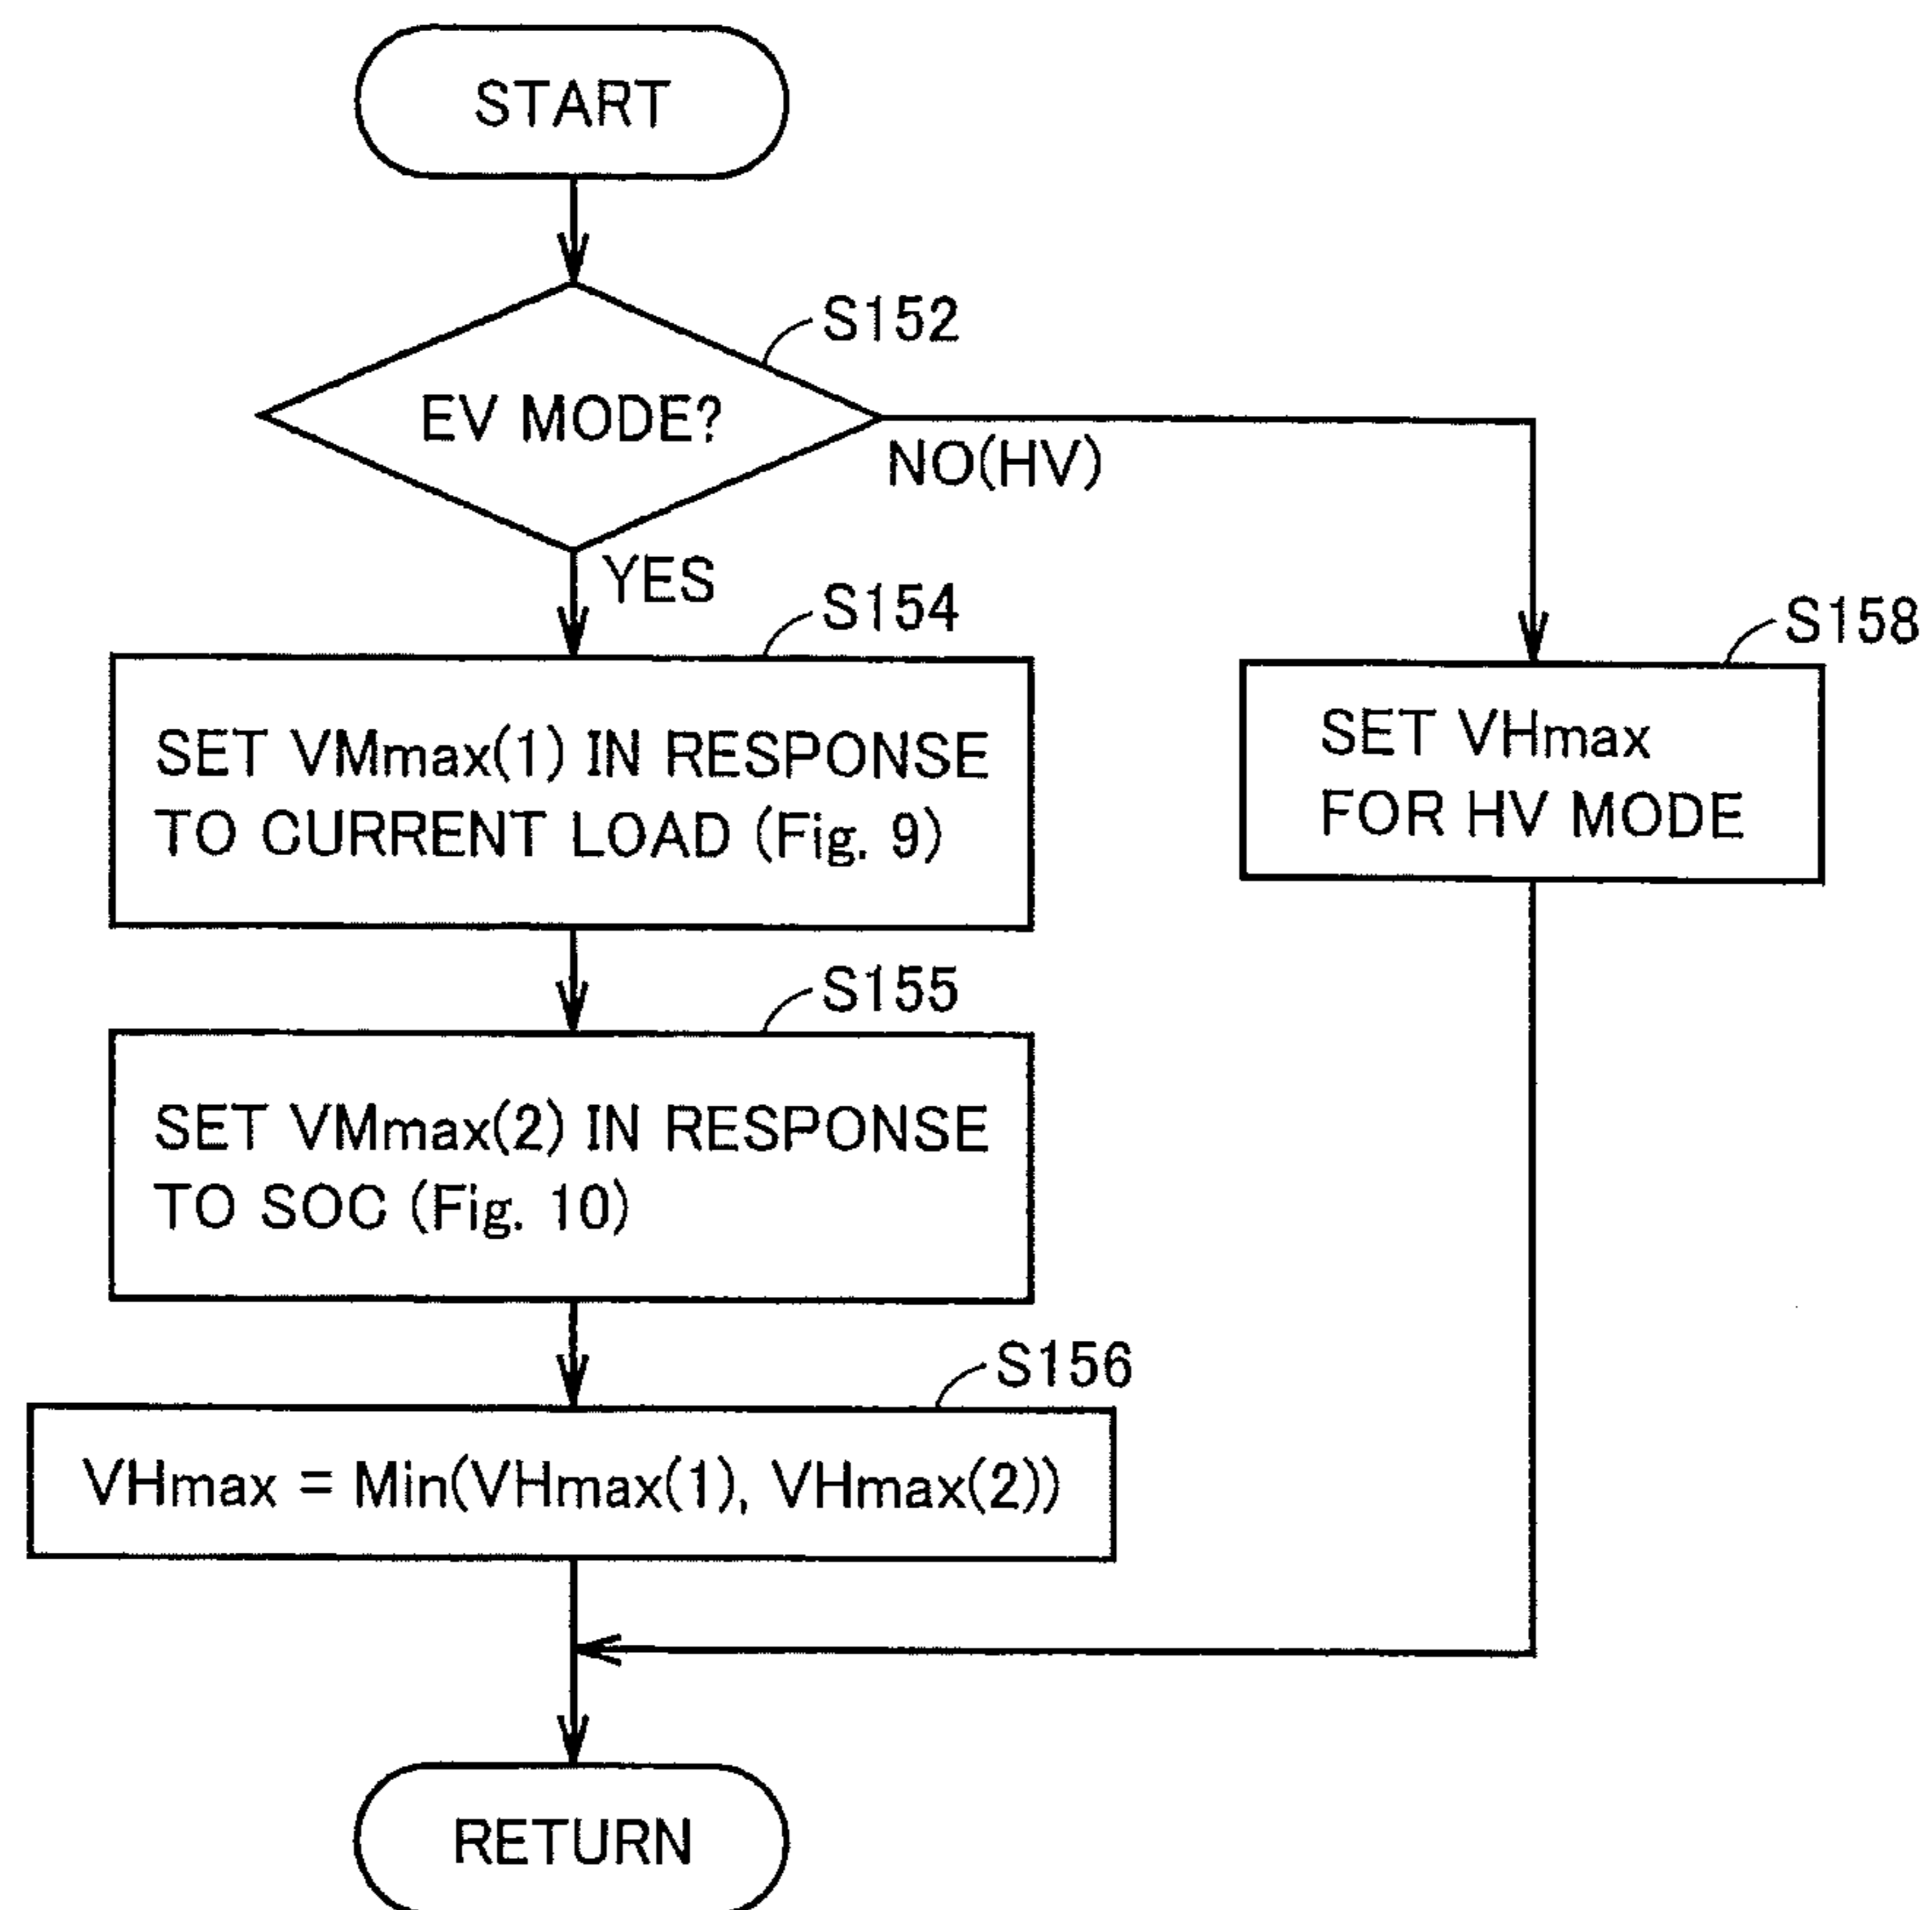 START
S152
EV MODE?
NO(HV)
YES
S154
SET VMmax(1) IN RESPONSE
TO CURRENT LOAD (Fig. 9)
S158
SET VHmax
FOR HV MODE
S155
SET VMmax(2) IN RESPONSE
TO SOC (Fig. 10)
S156
VHmax = Min(VHmax(1), VHmax(2))
RETURN